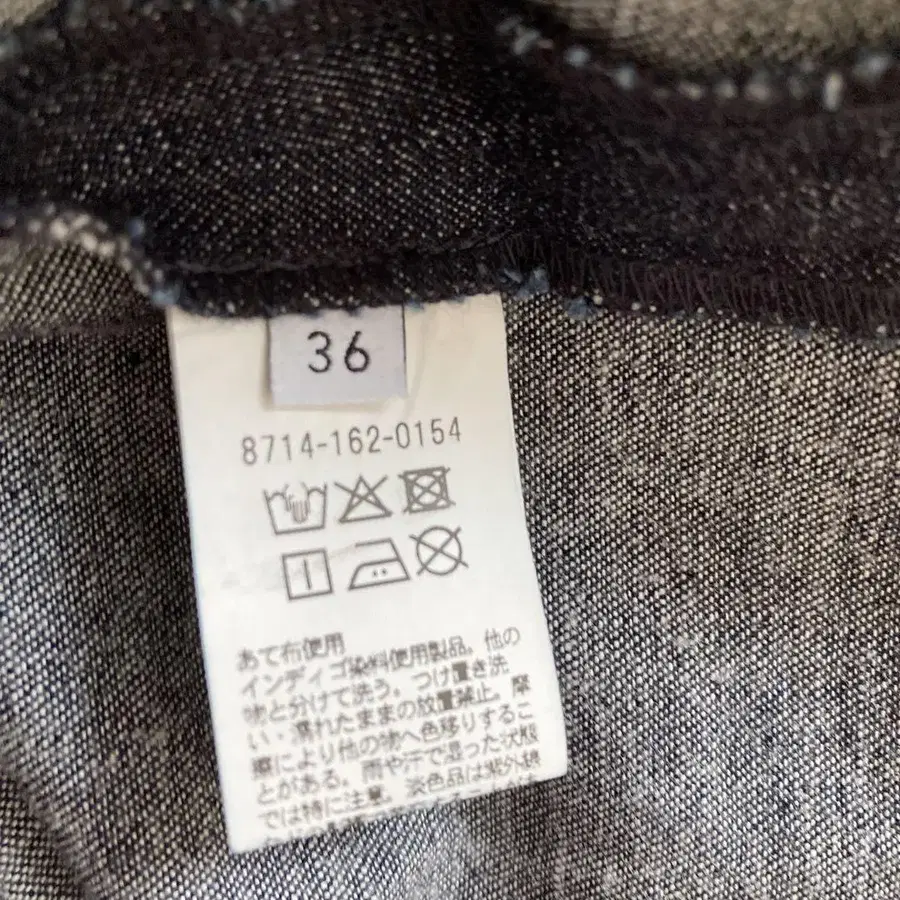 36
8714-162-0154
あて布使用
インディゴ染料使用製品。他の
物と分けて洗う。つけ置き洗
い・濡れたままの放置禁止。摩
擦により他の物へ色移りするこ
とがある。雨や汗で湿った状態
では特に注意。淡色品は紫外線